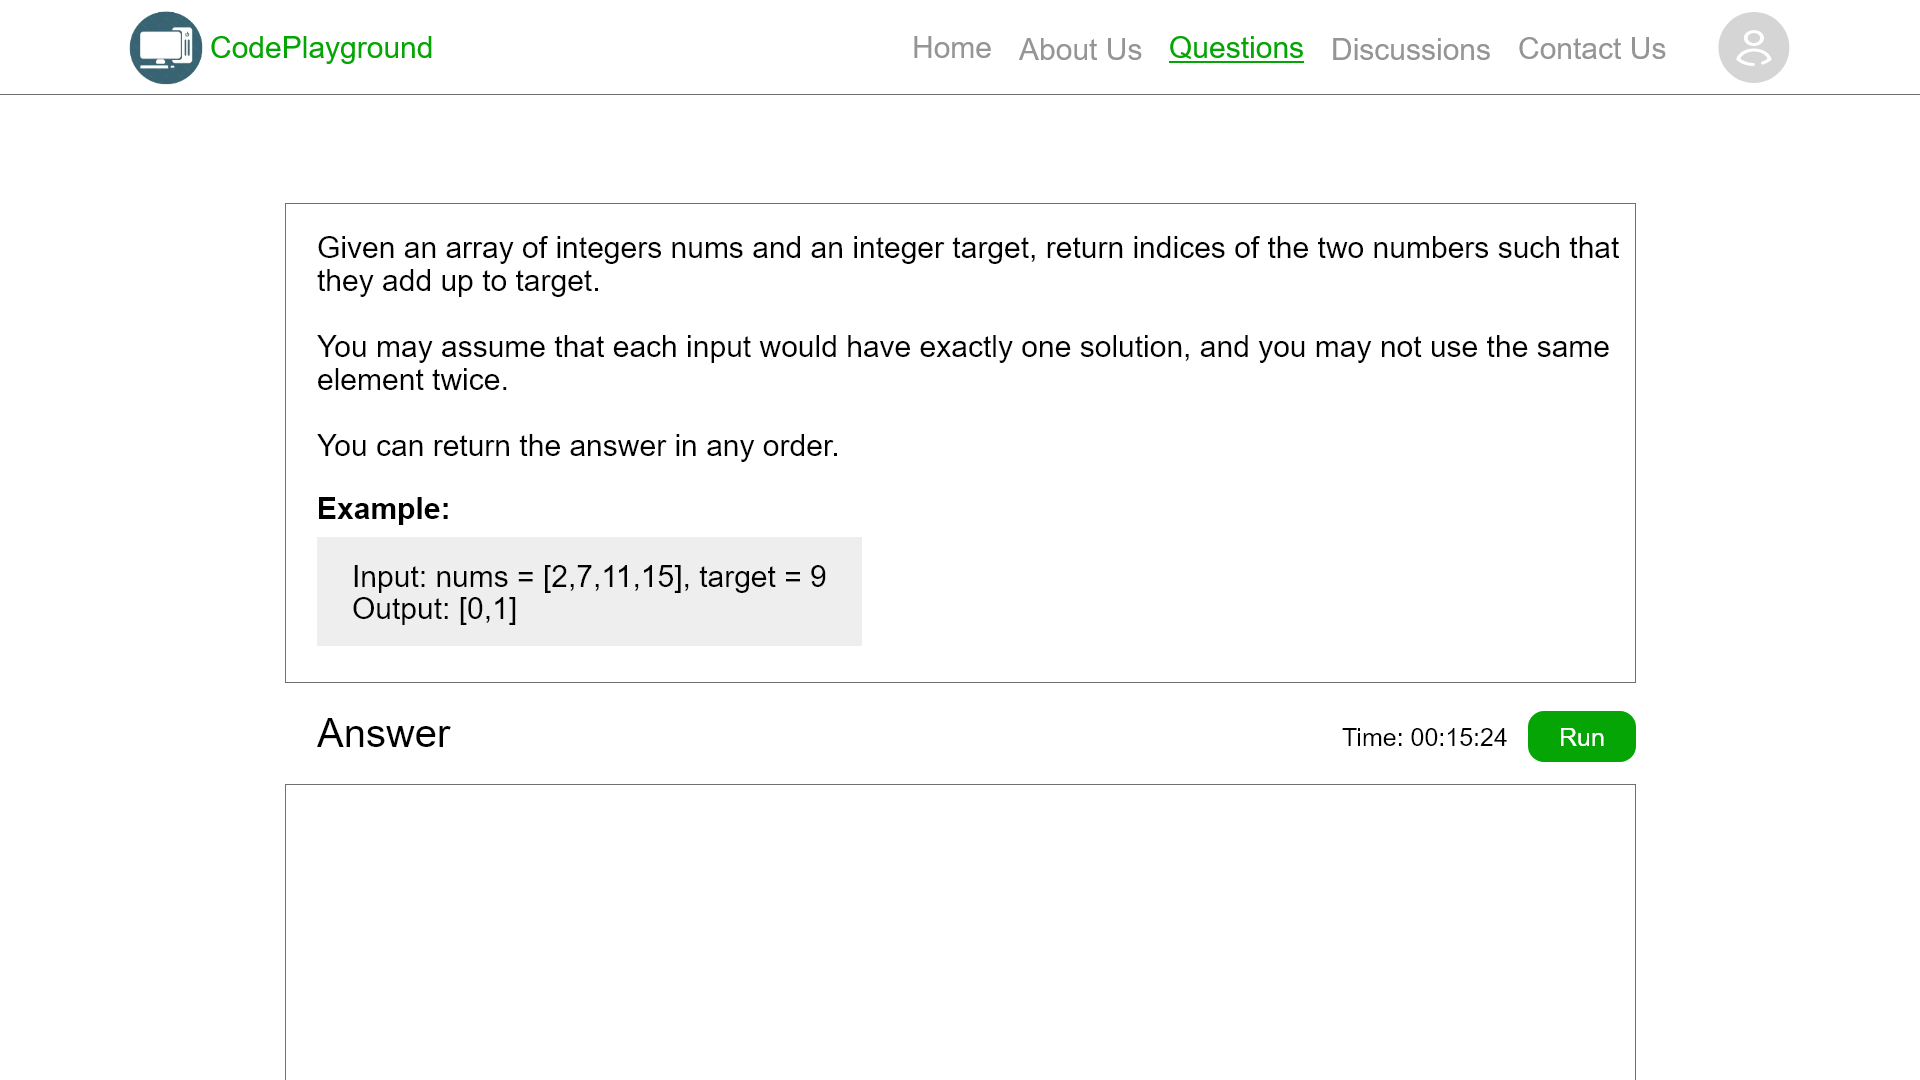 CodePlayground
Home About Us Questions Discussions Contact Us
Given an array of integers nums and an integer target, return indices of the two numbers such that
they add up to target.
You may assume that each input would have exactly one solution, and you may not use the same
element twice.
You can return the answer in any order.
Example:
Input: nums = [2,7,11,15], target = 9
Output: [0,1]
Answer
Time: 00:15:24
Run